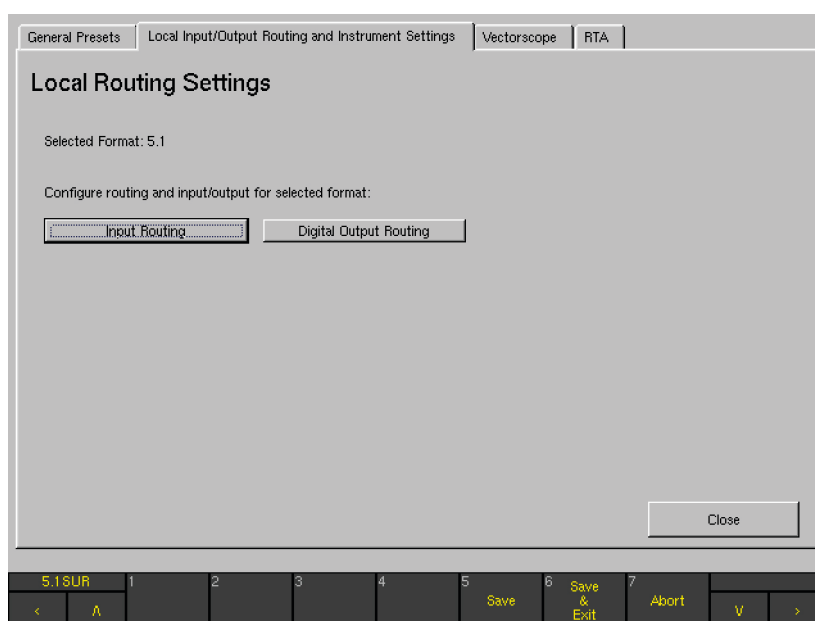 General Presets Local Input/Output Routing and Instrument Settings Vectorscope RTA
Local Routing Settings
Selected Format: 5.1
Configure routing and input/output for selected format:
Input Routing Digital Output Routing
Close
5.1SUR 1 2 3 4 5 Save 6 Save & Exit 7 Abort
< Λ V >